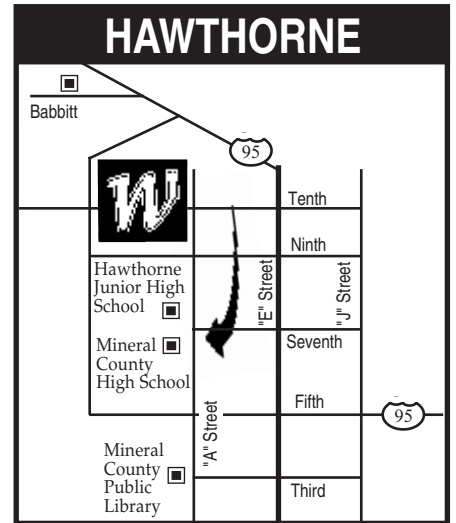 HAWTHORNE
Babbitt
95
W
Tenth
Ninth
Hawthorne
Junior High
School
"E" Street
"J" Street
Mineral
County
High School
Seventh
Fifth
95
"A" Street
Mineral
County
Public
Library
Third